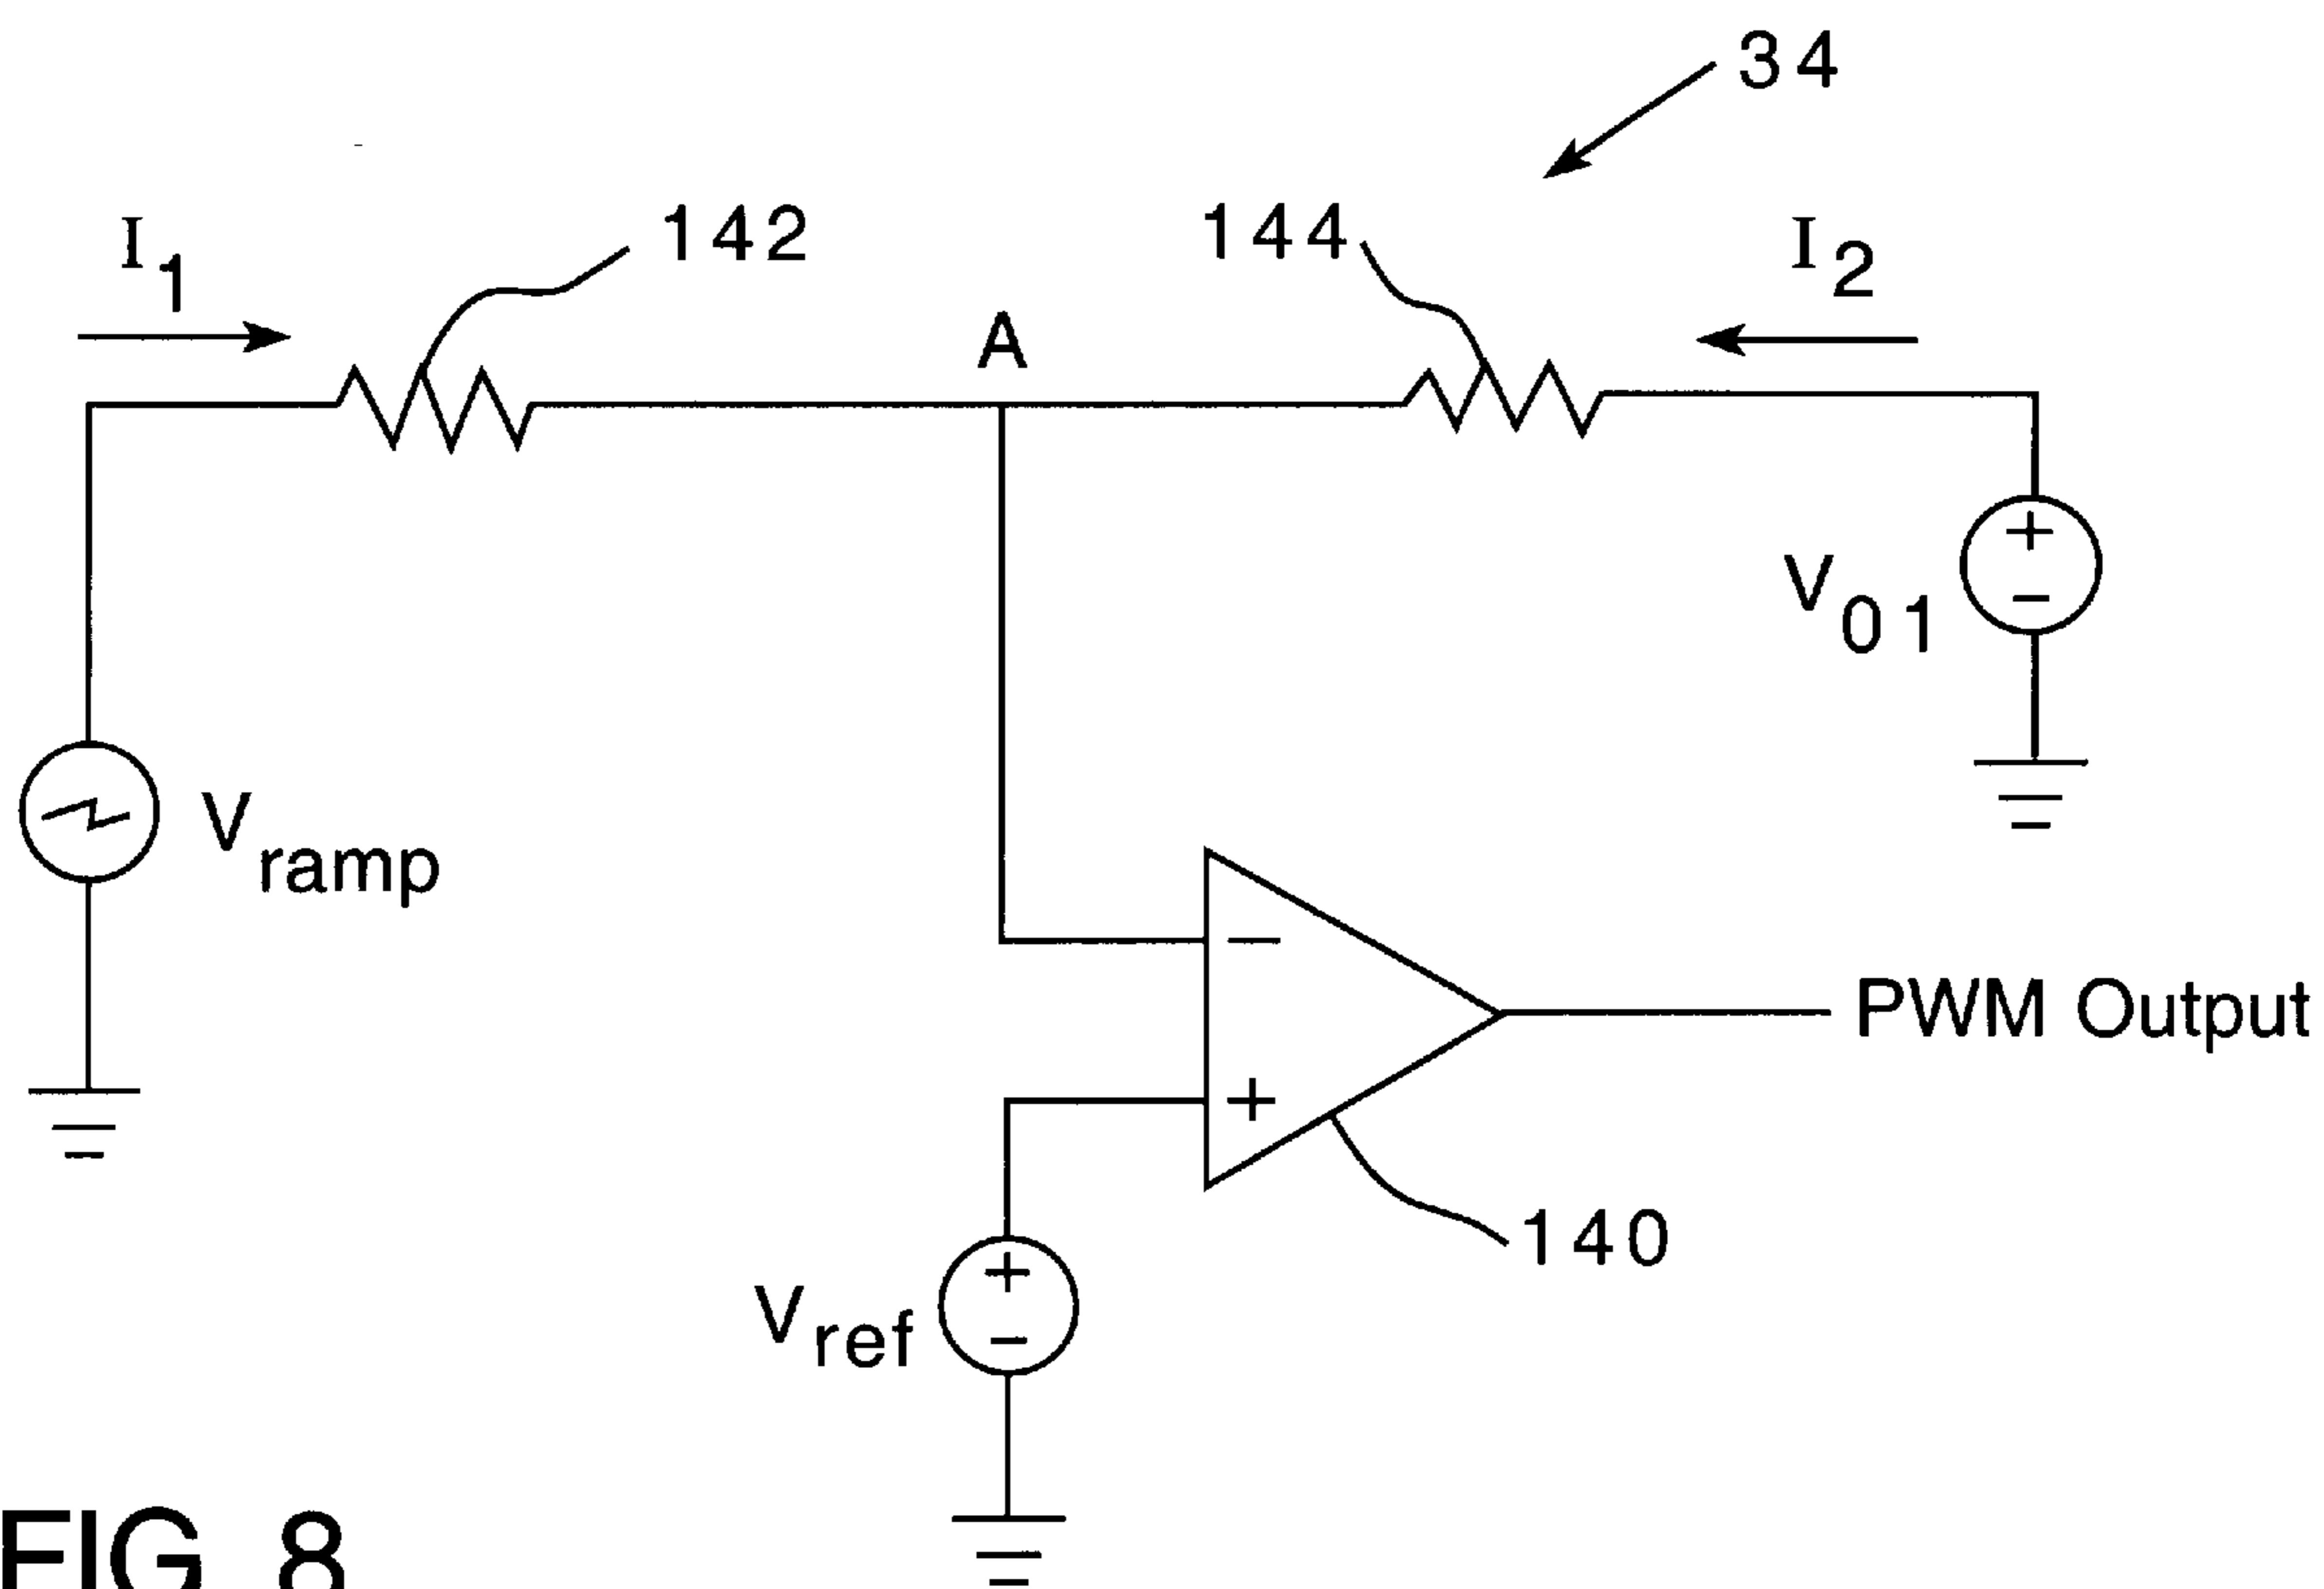 34
I1
142
144
I2
A
V01
Vramp
−
+
PWM Output
+
−
140
Vref
+
−
FIG 8